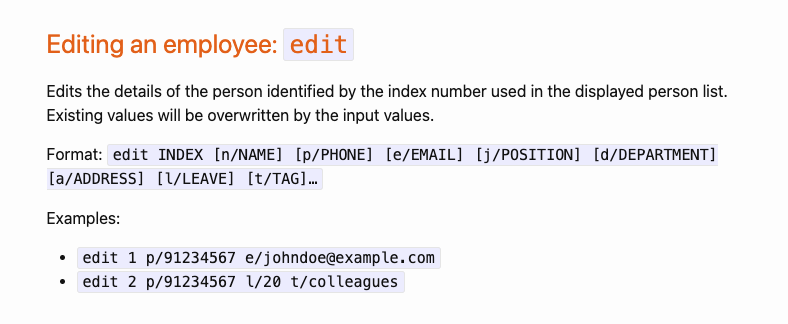 Editing an employee: edit
Edits the details of the person identified by the index number used in the displayed person list.
Existing values will be overwritten by the input values.
Format: edit INDEX [n/NAME] [p/PHONE] [e/EMAIL] [j/POSITION] [d/DEPARTMENT]
[a/ADDRESS] [l/LEAVE] [t/TAG]…
Examples:
• edit 1 p/91234567 e/johndoe@example.com
• edit 2 p/91234567 l/20 t/colleagues